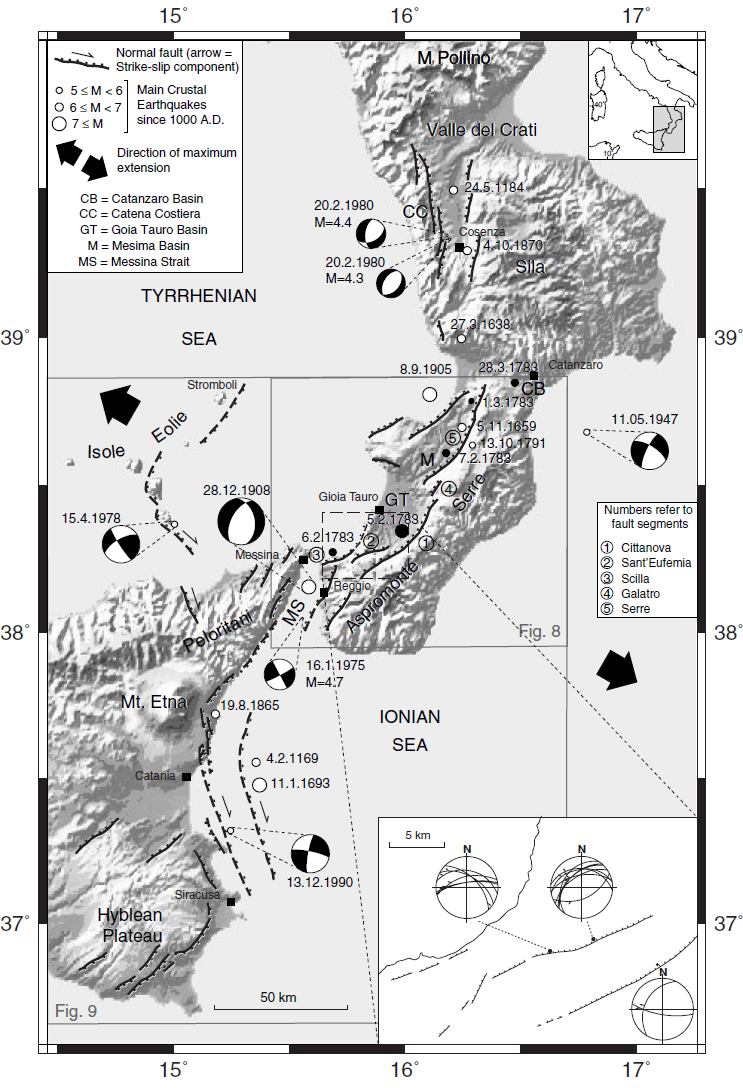 15˚ 16˚ 17˚
Normal fault (arrow =
Strike-slip component)
5 ≤ M < 6
6 ≤ M < 7
7 ≤ M
Main Crustal
Earthquakes
since 1000 A.D.
Direction of maximum
extension
CB = Catanzaro Basin
CC = Catena Costiera
GT = Goia Tauro Basin
M = Mesima Basin
MS = Messina Strait
40
10
M Pollino
Valle del Crati
24.5.1184
20.2.1980
M=4.4
CC
Cosenza
4.10.1870
20.2.1980
M=4.3
Sila
TYRRHENIAN
SEA
27.3.1638
39˚ 39˚
8.9.1905
28.3.1783
Catanzaro
CB
Stromboli
1.3.1783
11.05.1947
Eolie
Isole
5.11.1659
5
13.10.1791
M
7.2.1783
4
Serre
28.12.1908
Gioia Tauro
GT
15.4.1978
5.2.1783
6.2.1783
2
1
3
Messina
Reggio
MS
Aspromonte
Numbers refer to
fault segments
1 Cittanova
2 Sant'Eufemia
3 Scilla
4 Galatro
5 Serre
38˚ 38˚
Peloritani
Fig. 8
16.1.1975
M=4.7
Mt. Etna
19.8.1865
IONIAN
SEA
4.2.1169
Catania
11.1.1693
13.12.1990
5 km
N N
Siracusa
37˚ 37˚
Hyblean
Plateau
N
50 km
Fig. 9
15˚ 16˚ 17˚